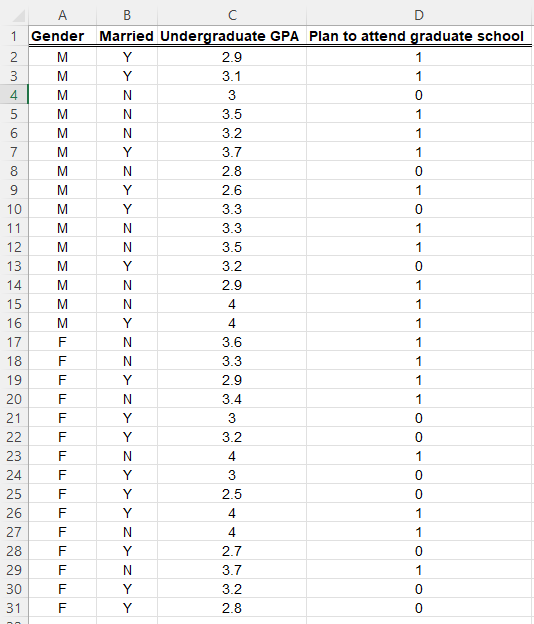 A B C D
1 Gender Married Undergraduate GPA Plan to attend graduate school
2 M Y 2.9 1
3 M Y 3.1 1
4 M N 3 0
5 M N 3.5 1
6 M N 3.2 1
7 M Y 3.7 1
8 M N 2.8 0
9 M Y 2.6 1
10 M Y 3.3 0
11 M N 3.3 1
12 M N 3.5 1
13 M Y 3.2 0
14 M N 2.9 1
15 M N 4 1
16 M Y 4 1
17 F N 3.6 1
18 F N 3.3 1
19 F Y 2.9 1
20 F N 3.4 1
21 F Y 3 0
22 F Y 3.2 0
23 F N 4 1
24 F Y 3 0
25 F Y 2.5 0
26 F Y 4 1
27 F N 4 1
28 F Y 2.7 0
29 F N 3.7 1
30 F Y 3.2 0
31 F Y 2.8 0